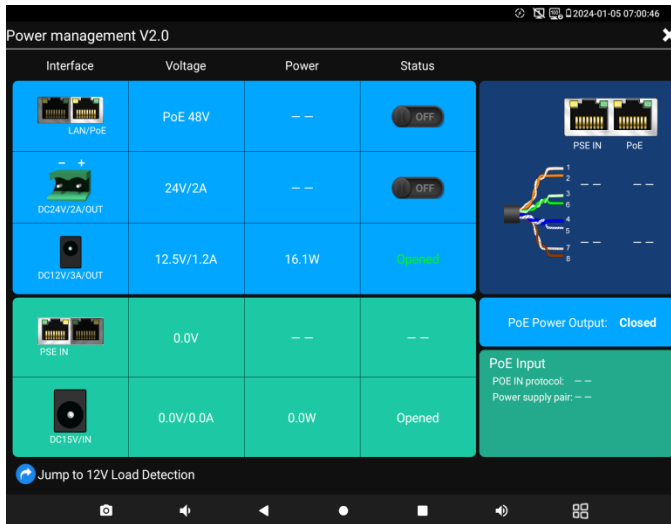 2024-01-05 07:00:46
Power management V2.0
Interface Voltage Power Status
LAN/PoE PoE 48V – – OFF
– +
DC24V/2A/OUT 24V/2A – – OFF
DC12V/3A/OUT 12.5V/1.2A 16.1W Opened
PSE IN 0.0V – – – –
DC15V/IN 0.0V/0.0A 0.0W Opened
PSE IN PoE
1
2
– – – –
3
6
4
5
– – – –
7
8
PoE Power Output: Closed
PoE Input
POE IN protocol: – –
Power supply pair: – –
Jump to 12V Load Detection